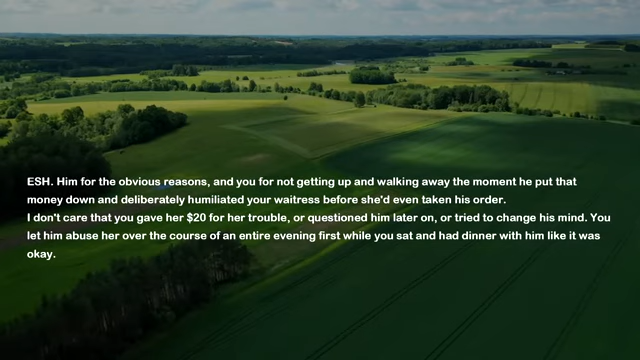 ESH. Him for the obvious reasons, and you for not getting up and walking away the moment he put that
money down and deliberately humiliated your waitress before she'd even taken his order.
I don't care that you gave her $20 for her trouble, or questioned him later on, or tried to change his mind. You
let him abuse her over the course of an entire evening first while you sat and had dinner with him like it was
okay.